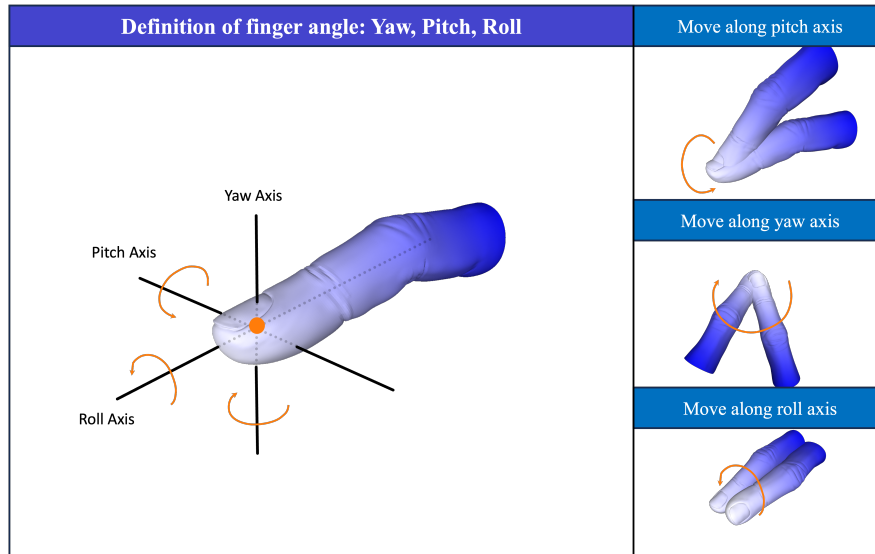 Definition of finger angle: Yaw, Pitch, Roll
Yaw Axis
Pitch Axis
Roll Axis
Move along pitch axis
Move along yaw axis
Move along roll axis